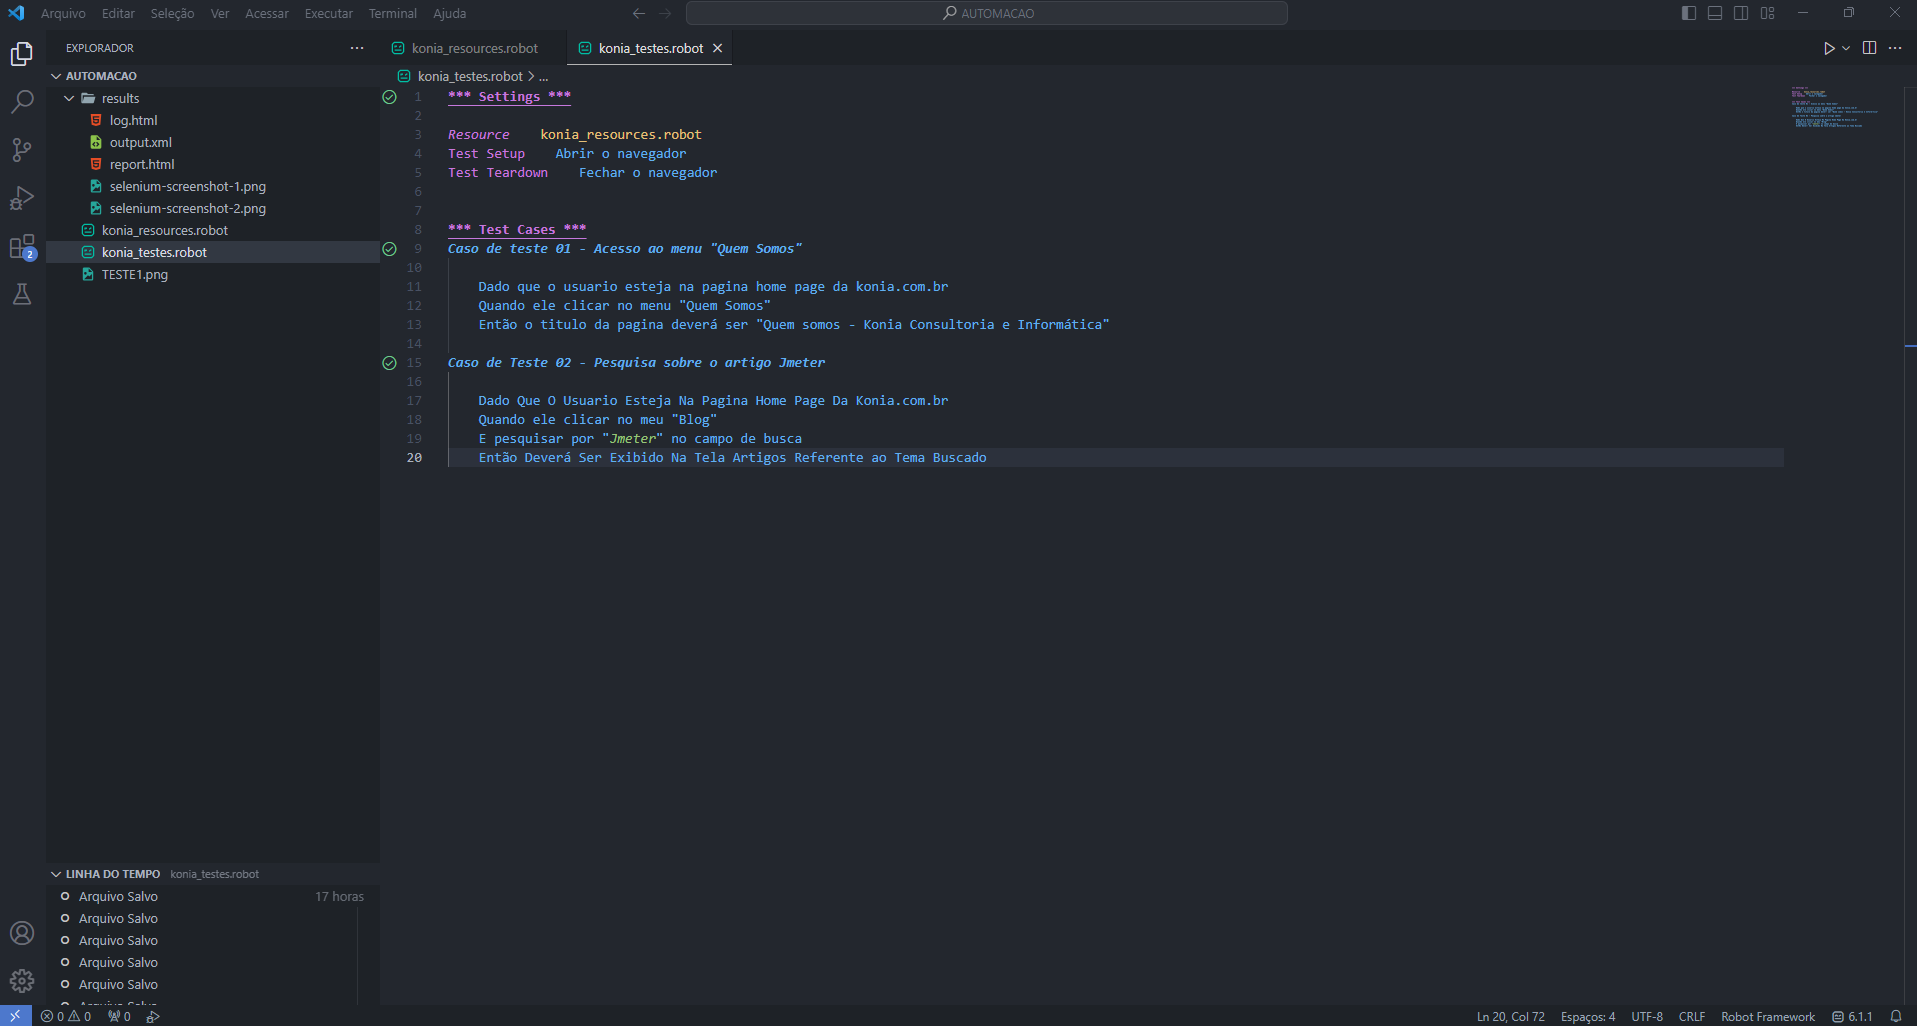 Arquivo Editar Seleção Ver Acessar Executar Terminal Ajuda
AUTOMACAO
EXPLORADOR
konia_resources.robot
konia_testes.robot
AUTOMACAO
results
log.html
output.xml
report.html
selenium-screenshot-1.png
selenium-screenshot-2.png
konia_resources.robot
konia_testes.robot
TESTE1.png
2
konia_testes.robot > ...
1 *** Settings ***
2
3 Resource konia_resources.robot
4 Test Setup Abrir o navegador
5 Test Teardown Fechar o navegador
6
7
8 *** Test Cases ***
9 Caso de teste 01 - Acesso ao menu "Quem Somos"
10
11 Dado que o usuario esteja na pagina home page da konia.com.br
12 Quando ele clicar no menu "Quem Somos"
13 Então o titulo da pagina deverá ser "Quem somos - Konia Consultoria e Informática"
14
15 Caso de Teste 02 - Pesquisa sobre o artigo Jmeter
16
17 Dado Que O Usuario Esteja Na Pagina Home Page Da Konia.com.br
18 Quando ele clicar no meu "Blog"
19 E pesquisar por "Jmeter" no campo de busca
20 Então Deverá Ser Exibido Na Tela Artigos Referente ao Tema Buscado
LINHA DO TEMPO konia_testes.robot
Arquivo Salvo 17 horas
Arquivo Salvo
Arquivo Salvo
Arquivo Salvo
Arquivo Salvo
0 0 0
Ln 20, Col 72 Espaços: 4 UTF-8 CRLF Robot Framework 6.1.1